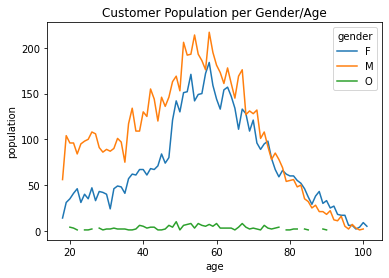 Customer Population per Gender/Age
gender
F
M
O
population
200
150
100
50
0
20
40
60
80
100
age